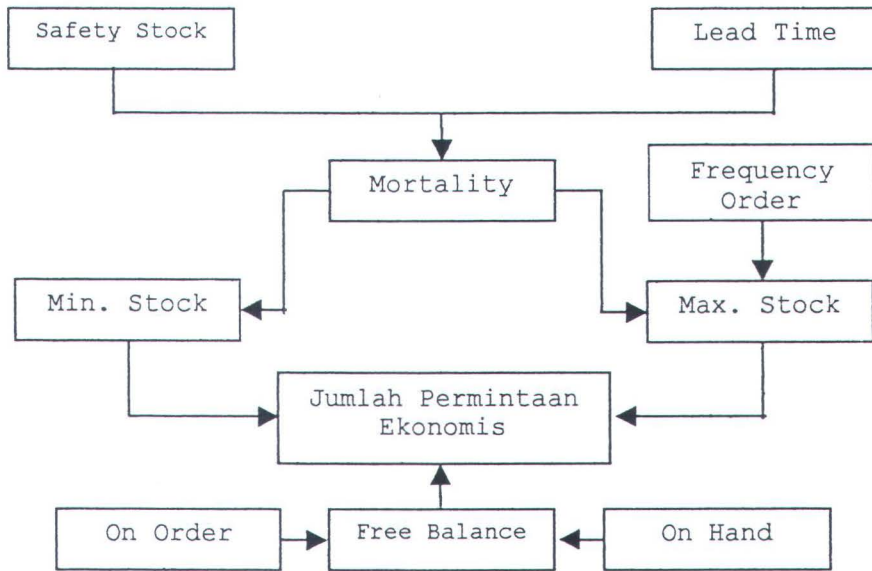 Safety Stock
Lead Time
Mortality
Frequency
Order
Min. Stock
Max. Stock
Jumlah Permintaan
Ekonomis
On Order
Free Balance
On Hand